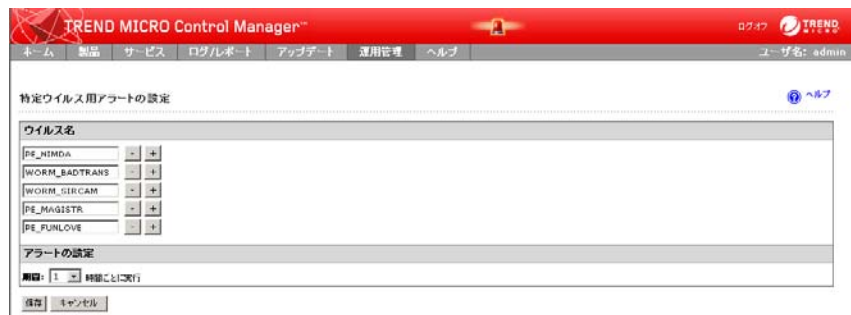 TREND MICRO Control Manager™
ログオフ TREND MICRO
ホーム 製品 サービス ログ/レポート アップデート 運用管理 ヘルプ ユーザ名: admin
特定ウイルス用アラートの設定 ヘルプ
ウイルス名
PE_NIMDA - +
WORM_BADTRANS - +
WORM_SIRCAM - +
PE_MAGISTR - +
PE_FUNLOVE - +
アラートの設定
期間: 1 時間ごとに実行
保存 キャンセル